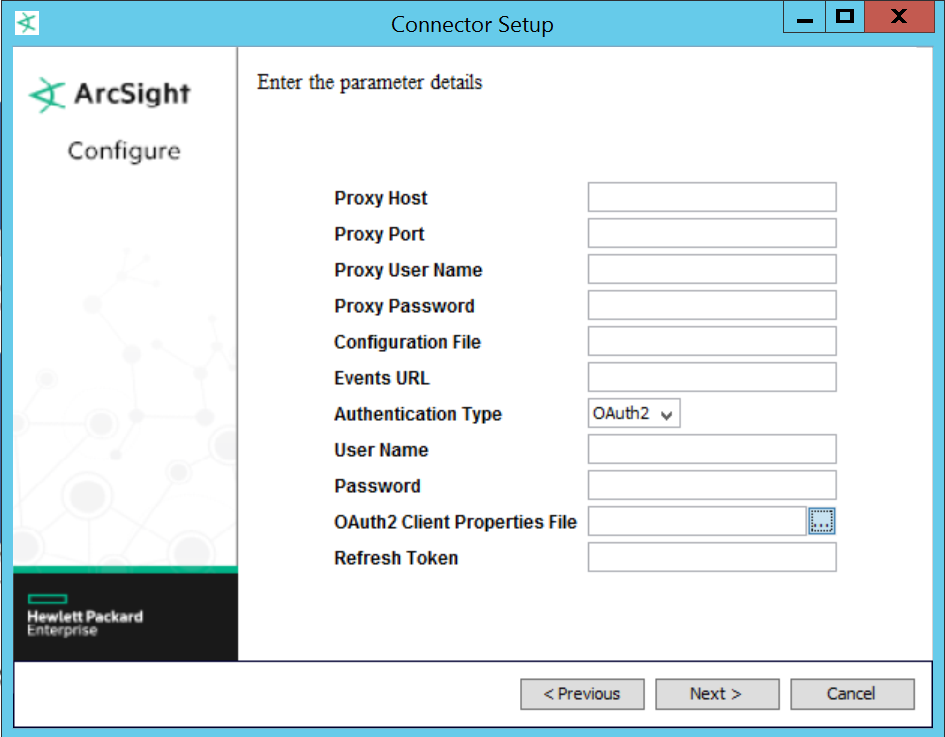 Connector Setup
ArcSight
Configure
Enter the parameter details
Proxy Host
Proxy Port
Proxy User Name
Proxy Password
Configuration File
Events URL
Authentication Type OAuth2
User Name
Password
OAuth2 Client Properties File ...
Refresh Token
Hewlett Packard
Enterprise
< Previous Next > Cancel